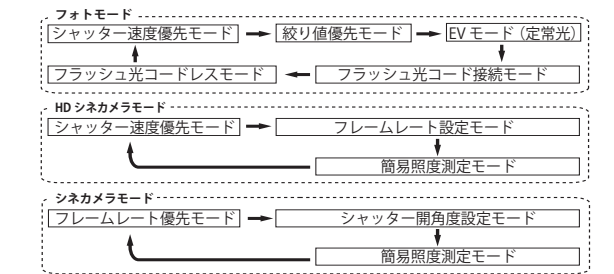 フォトモード
シャッター速度優先モード 絞り値優先モード EV モード（定常光）
フラッシュ光コードレスモード フラッシュ光コード接続モード
HD シネカメラモード
シャッター速度優先モード フレームレート設定モード
簡易照度測定モード
シネカメラモード
フレームレート優先モード シャッター開角度設定モード
簡易照度測定モード